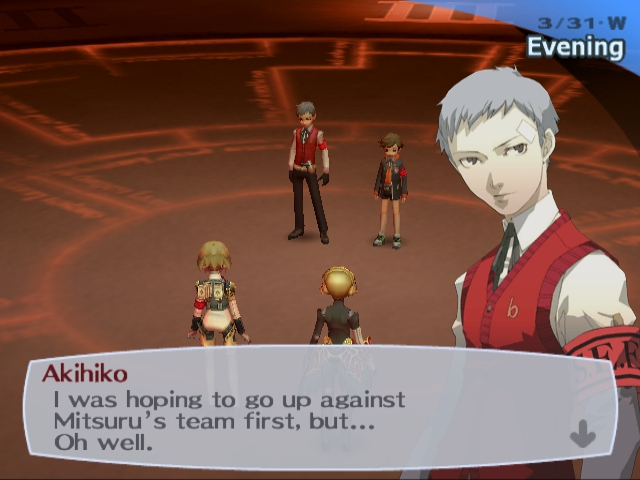 3/31·W
Evening
b
S.E.E.
Akihiko
I was hoping to go up against
Mitsuru's team first, but...
Oh well.